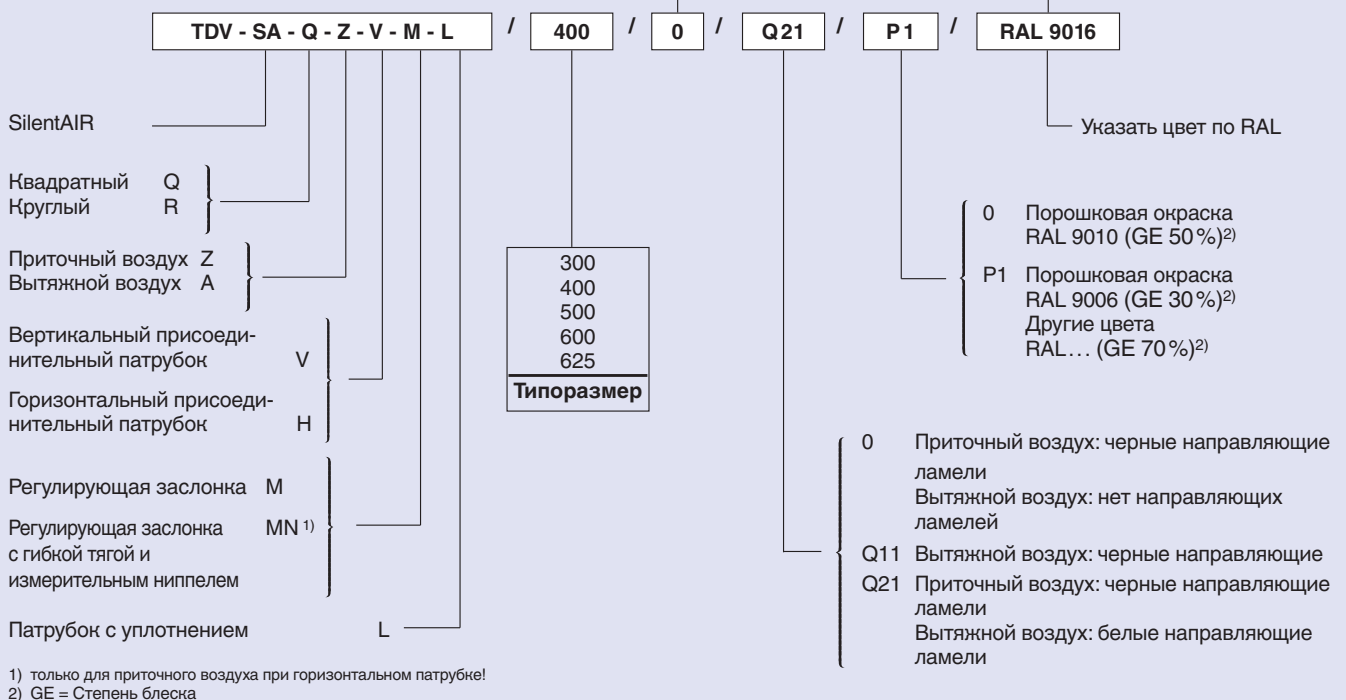 TDV - SA - Q - Z - V - M - L / 400 / 0 / Q21 / P1 / RAL 9016
SilentAIR
Указать цвет по RAL
Квадратный Q
Круглый R
Приточный воздух Z
Вытяжной воздух A
Вертикальный присоеди-
нительный патрубок V
Горизонтальный присоеди-
нительный патрубок H
Регулирующая заслонка M
Регулирующая заслонка MN 1)
с гибкой тягой и
измерительным ниппелем
Патрубок с уплотнением L
300
400
500
600
625
Типоразмер
0 Порошковая окраска
RAL 9010 (GE 50 %)2)
P1 Порошковая окраска
RAL 9006 (GE 30 %)2)
Другие цвета
RAL... (GE 70 %)2)
0 Приточный воздух: черные направляющие
ламели
Вытяжной воздух: нет направляющих
ламелей
Q11 Вытяжной воздух: черные направляющие
Q21 Приточный воздух: черные направляющие
ламели
Вытяжной воздух: белые направляющие
ламели
1) только для приточного воздуха при горизонтальном патрубке!
2) GE = Степень блеска